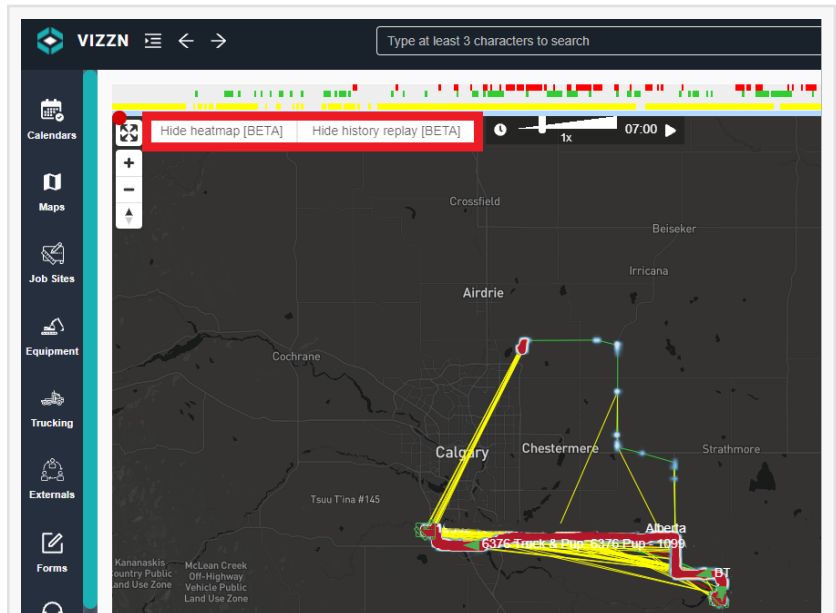 VIZZN
Type at least 3 characters to search
Calendars
Maps
Job Sites
Equipment
Trucking
Externals
Forms
Hide heatmap [BETA]
Hide history replay [BETA]
1x
07:00
Crossfield
Beiseker
Irricana
Airdrie
Cochrane
Calgary
Chestermere
Strathmore
Tsuu T'ina #145
Alberta
6376 Truck & Pup 6376 Pup - 1099
BT
Kananaskis
Country Public
Land Use Zone
McLean Creek
Off-Highway
Vehicle Public
Land Use Zone